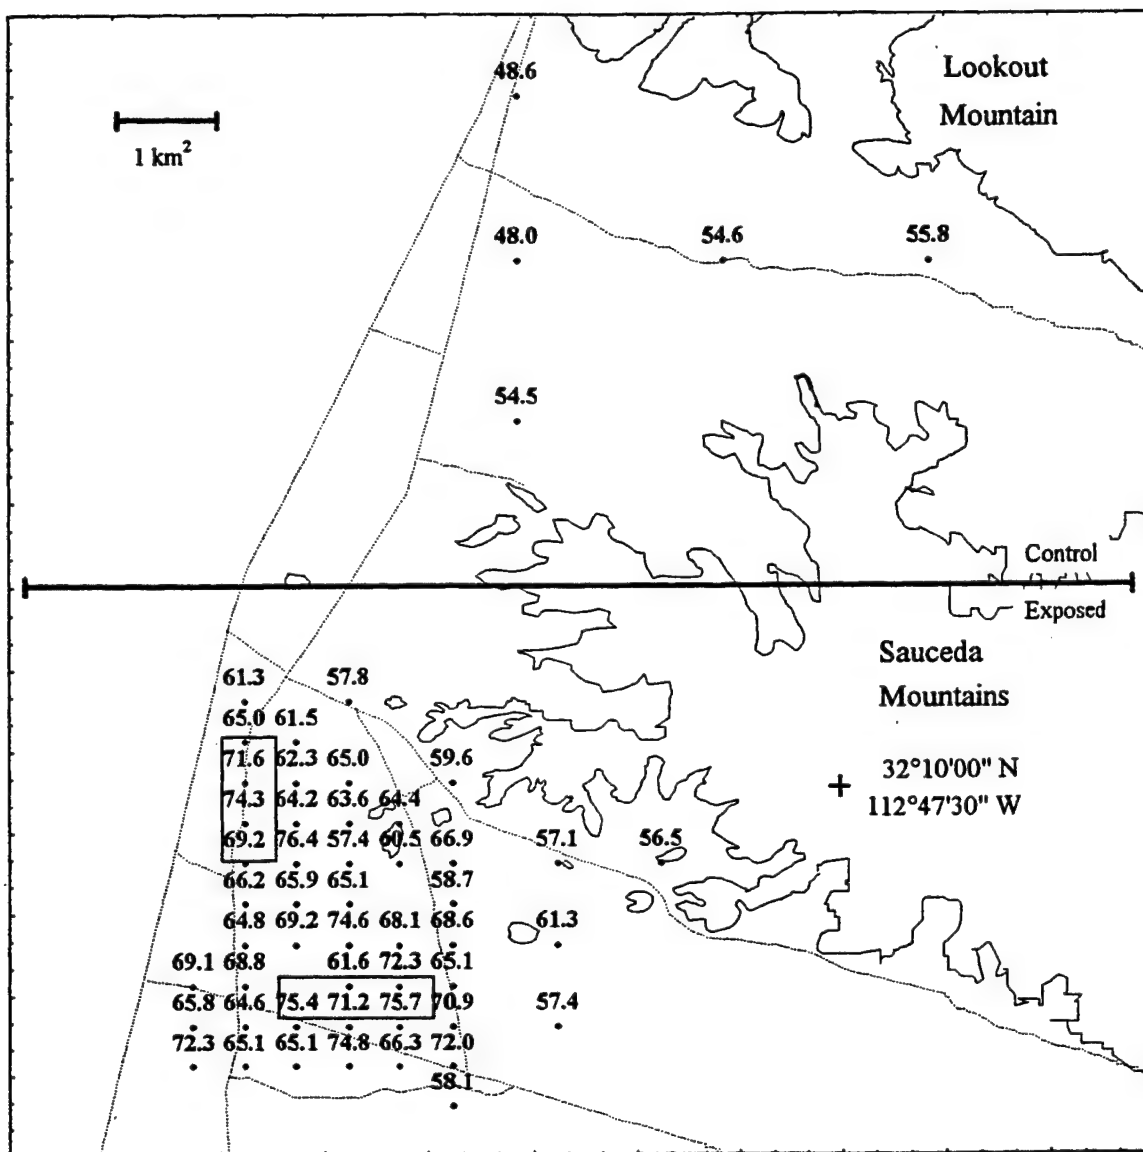 48.6
Lookout
Mountain
1 km²
48.0 54.6 55.8
54.5
Control
Exposed
Sauceda
Mountains
61.3 57.8
65.0 61.5
71.6 62.3 65.0 59.6
32°10'00" N
112°47'30" W
74.3 64.2 63.6 64.4
69.2 76.4 57.4 60.5 66.9 57.1 56.5
66.2 65.9 65.1 58.7
64.8 69.2 74.6 68.1 68.6 61.3
69.1 68.8 61.6 72.3 65.1
65.8 64.6 75.4 71.2 75.7 70.9 57.4
72.3 65.1 65.1 74.8 66.3 72.0
58.1